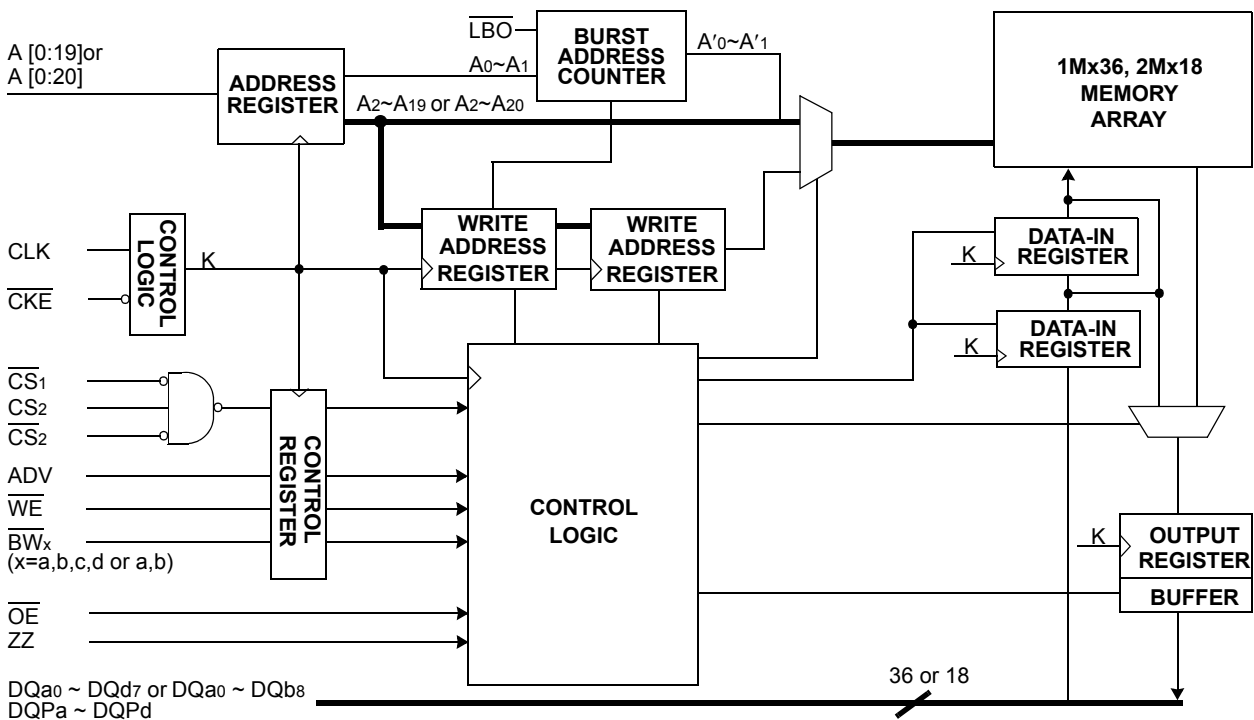 A [0:19]or
A [0:20]
ADDRESS
REGISTER
LBO
BURST
ADDRESS
COUNTER
A0~A1
A′0~A′1
A2~A19 or A2~A20
1Mx36, 2Mx18
MEMORY
ARRAY
WRITE
ADDRESS
REGISTER
WRITE
ADDRESS
REGISTER
DATA-IN
REGISTER
K
DATA-IN
REGISTER
K
CLK
CKE
CONTROL
LOGIC
K
CS1
CS2
CS2
ADV
WE
BWx
(x=a,b,c,d or a,b)
OE
ZZ
CONTROL
REGISTER
CONTROL
LOGIC
K
OUTPUT
REGISTER
BUFFER
36 or 18
DQa0 ~ DQd7 or DQa0 ~ DQb8
DQPa ~ DQPd